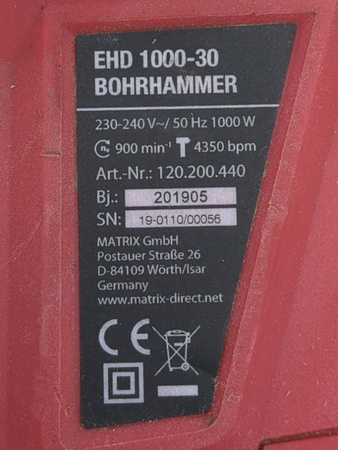 EHD 1000-30
BOHRHAMMER
230-240 V~/ 50 Hz 1000 W
n₀ 900 min⁻¹ 4350 bpm
Art.-Nr.: 120.200.440
Bj.: 201905
SN: 19-0110/00056
MATRIX GmbH
Postauer Straße 26
D-84109 Wörth/Isar
Germany
www.matrix-direct.net
CE